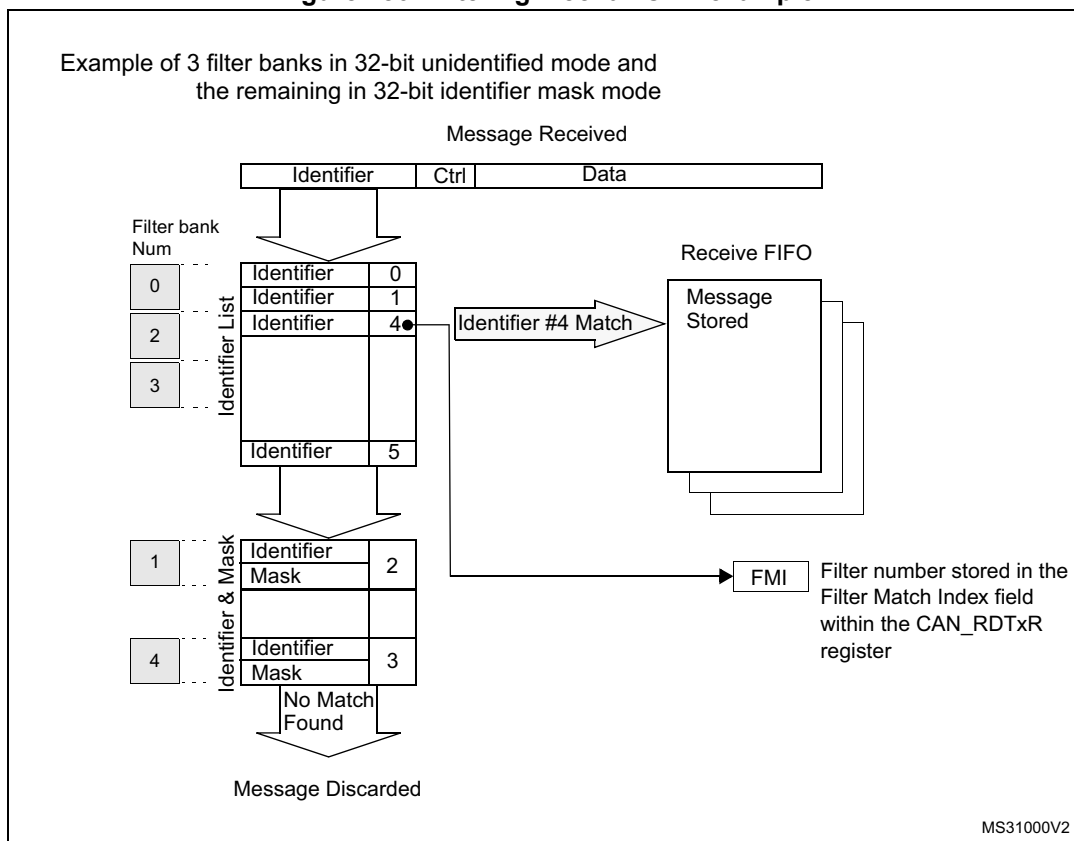 Example of 3 filter banks in 32-bit unidentified mode and
the remaining in 32-bit identifier mask mode
Message Received
Identifier Ctrl Data
Filter bank
Num
Receive FIFO
0
2
3
Identifier List
Identifier 0
Identifier 1
Identifier 4
Identifier 5
Identifier #4 Match
Message
Stored
1
4
Identifier & Mask
Identifier
Mask
2
Identifier
Mask
3
FMI
Filter number stored in the
Filter Match Index field
within the CAN_RDTxR
register
No Match
Found
Message Discarded
MS31000V2